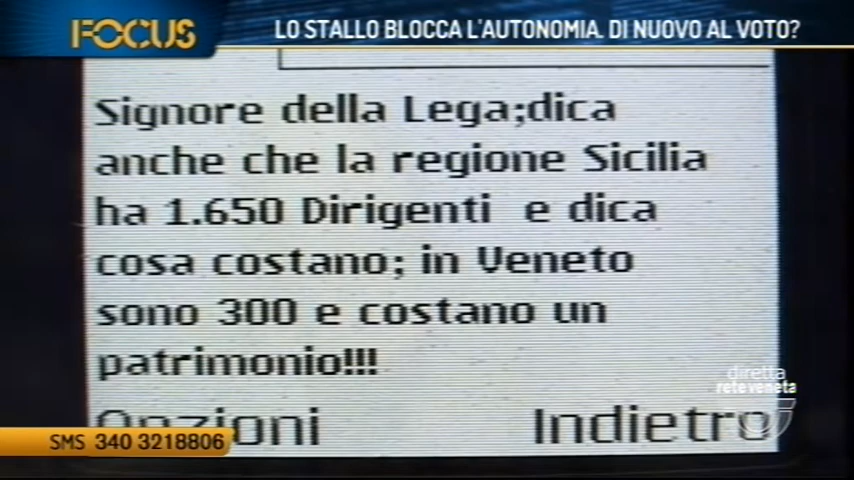 FOCUS
LO STALLO BLOCCA L'AUTONOMIA. DI NUOVO AL VOTO?
Signore della Lega;dica
anche che la regione Sicilia
ha 1.650 Dirigenti e dica
cosa costano; in Veneto
sono 300 e costano un
patrimonio!!!
Opzioni Indietro
diretta
reteveneta
SMS 340 3218806